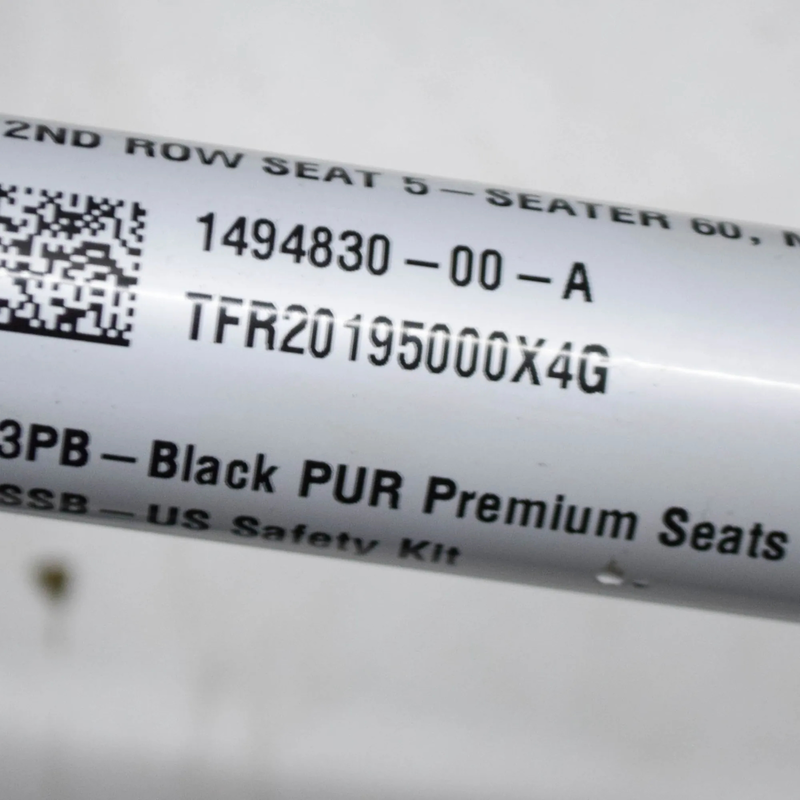 2ND ROW SEAT 5-SEATER 60,
1494830-00-A
TFR20195000X4G
3PB-Black PUR Premium Seats
SSB-US Safety Kit